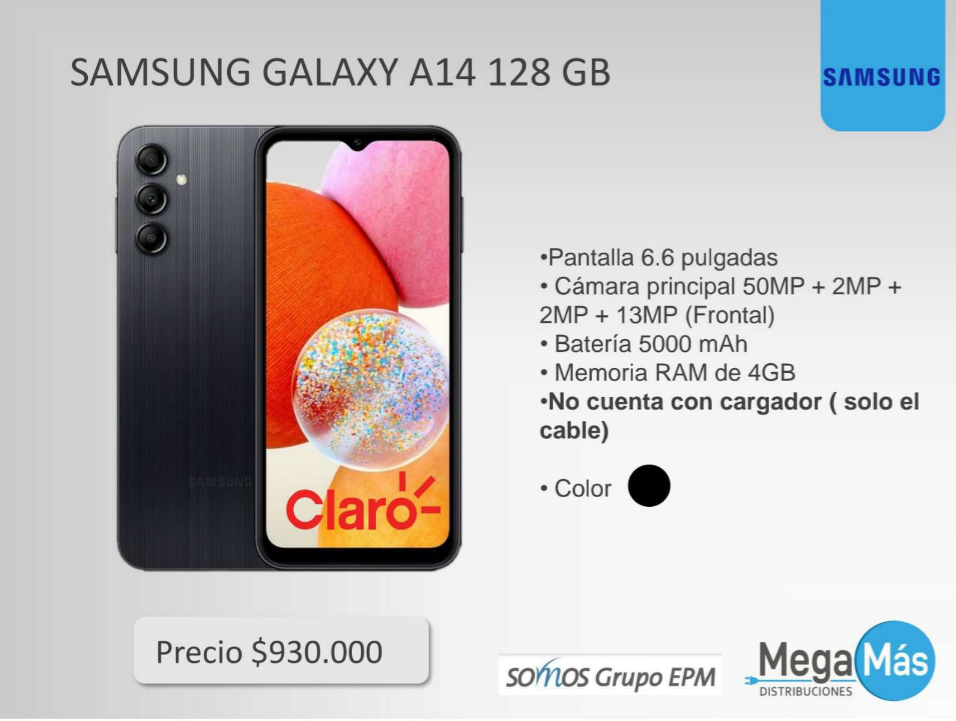 SAMSUNG GALAXY A14 128 GB
SAMSUNG
•Pantalla 6.6 pulgadas
• Cámara principal 50MP + 2MP +
2MP + 13MP (Frontal)
• Batería 5000 mAh
• Memoria RAM de 4GB
•No cuenta con cargador ( solo el
cable)
• Color
SAMSUNG
Claro
Precio $930.000
SOMOS Grupo EPM
Mega Más
DISTRIBUCIONES